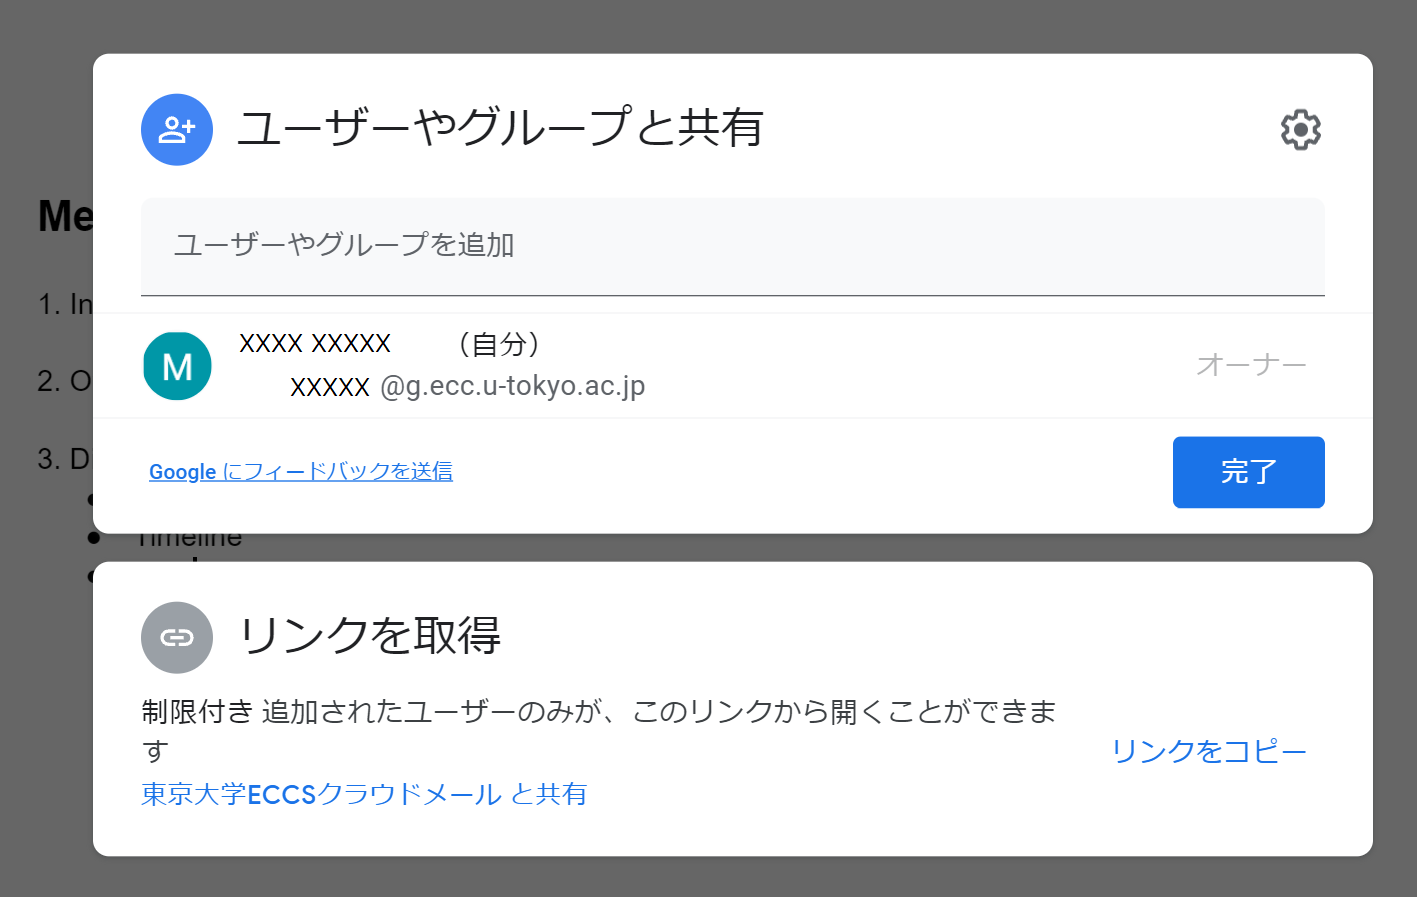 ユーザーやグループと共有
Me
ユーザーやグループを追加
1. In
XXXX XXXXX （自分）
M
オーナー
2. O
XXXXX @g.ecc.u-tokyo.ac.jp
3. D
Google にフィードバックを送信
完了
Timeline
リンクを取得
制限付き 追加されたユーザーのみが、このリンクから開くことができま
す
リンクをコピー
東京大学ECCSクラウドメール と共有